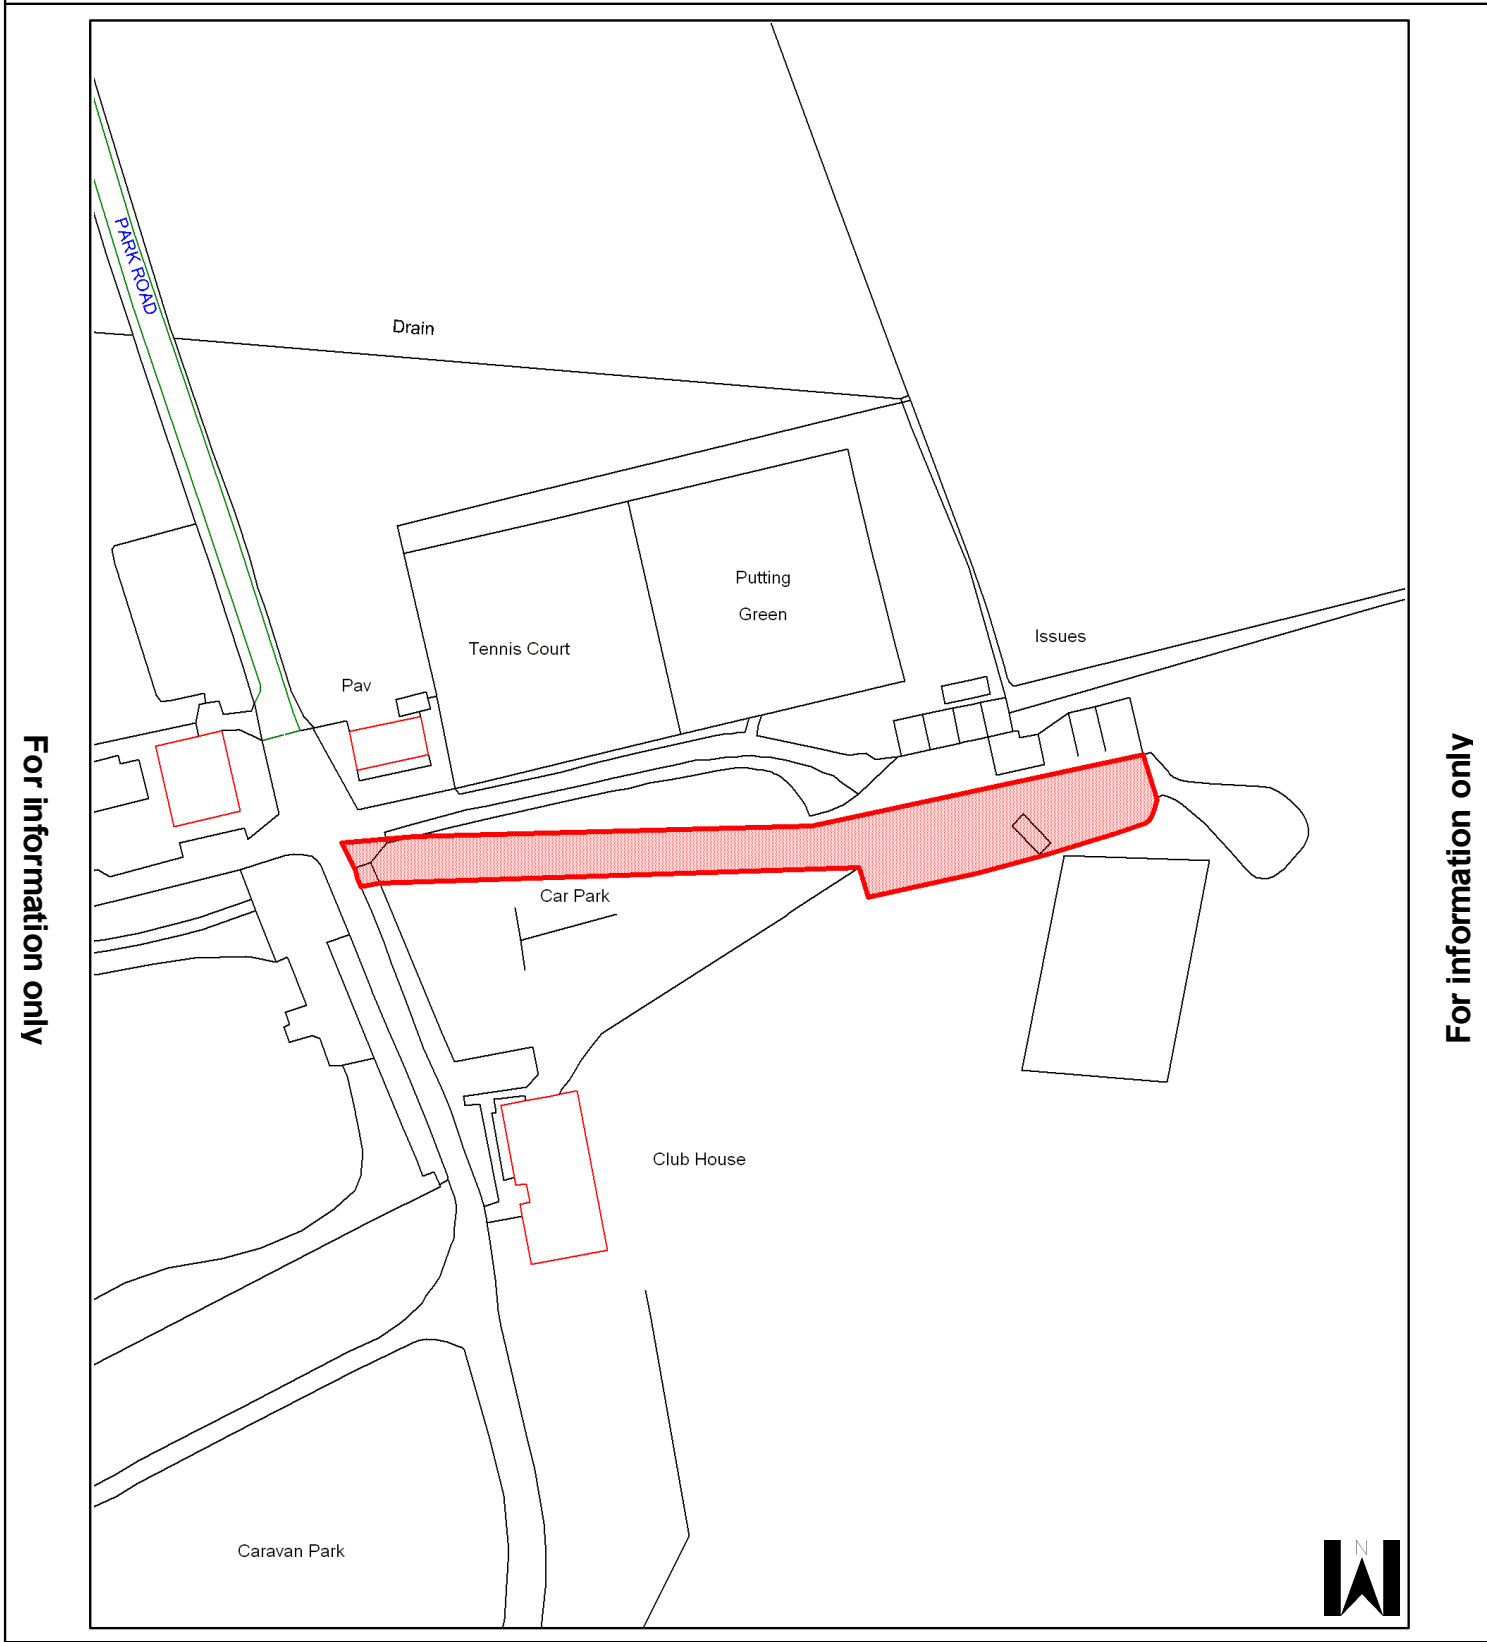 PARK ROAD
Drain
Putting
Green
Tennis Court
Issues
Pav
For information only
For information only
Car Park
Club House
Caravan Park
N